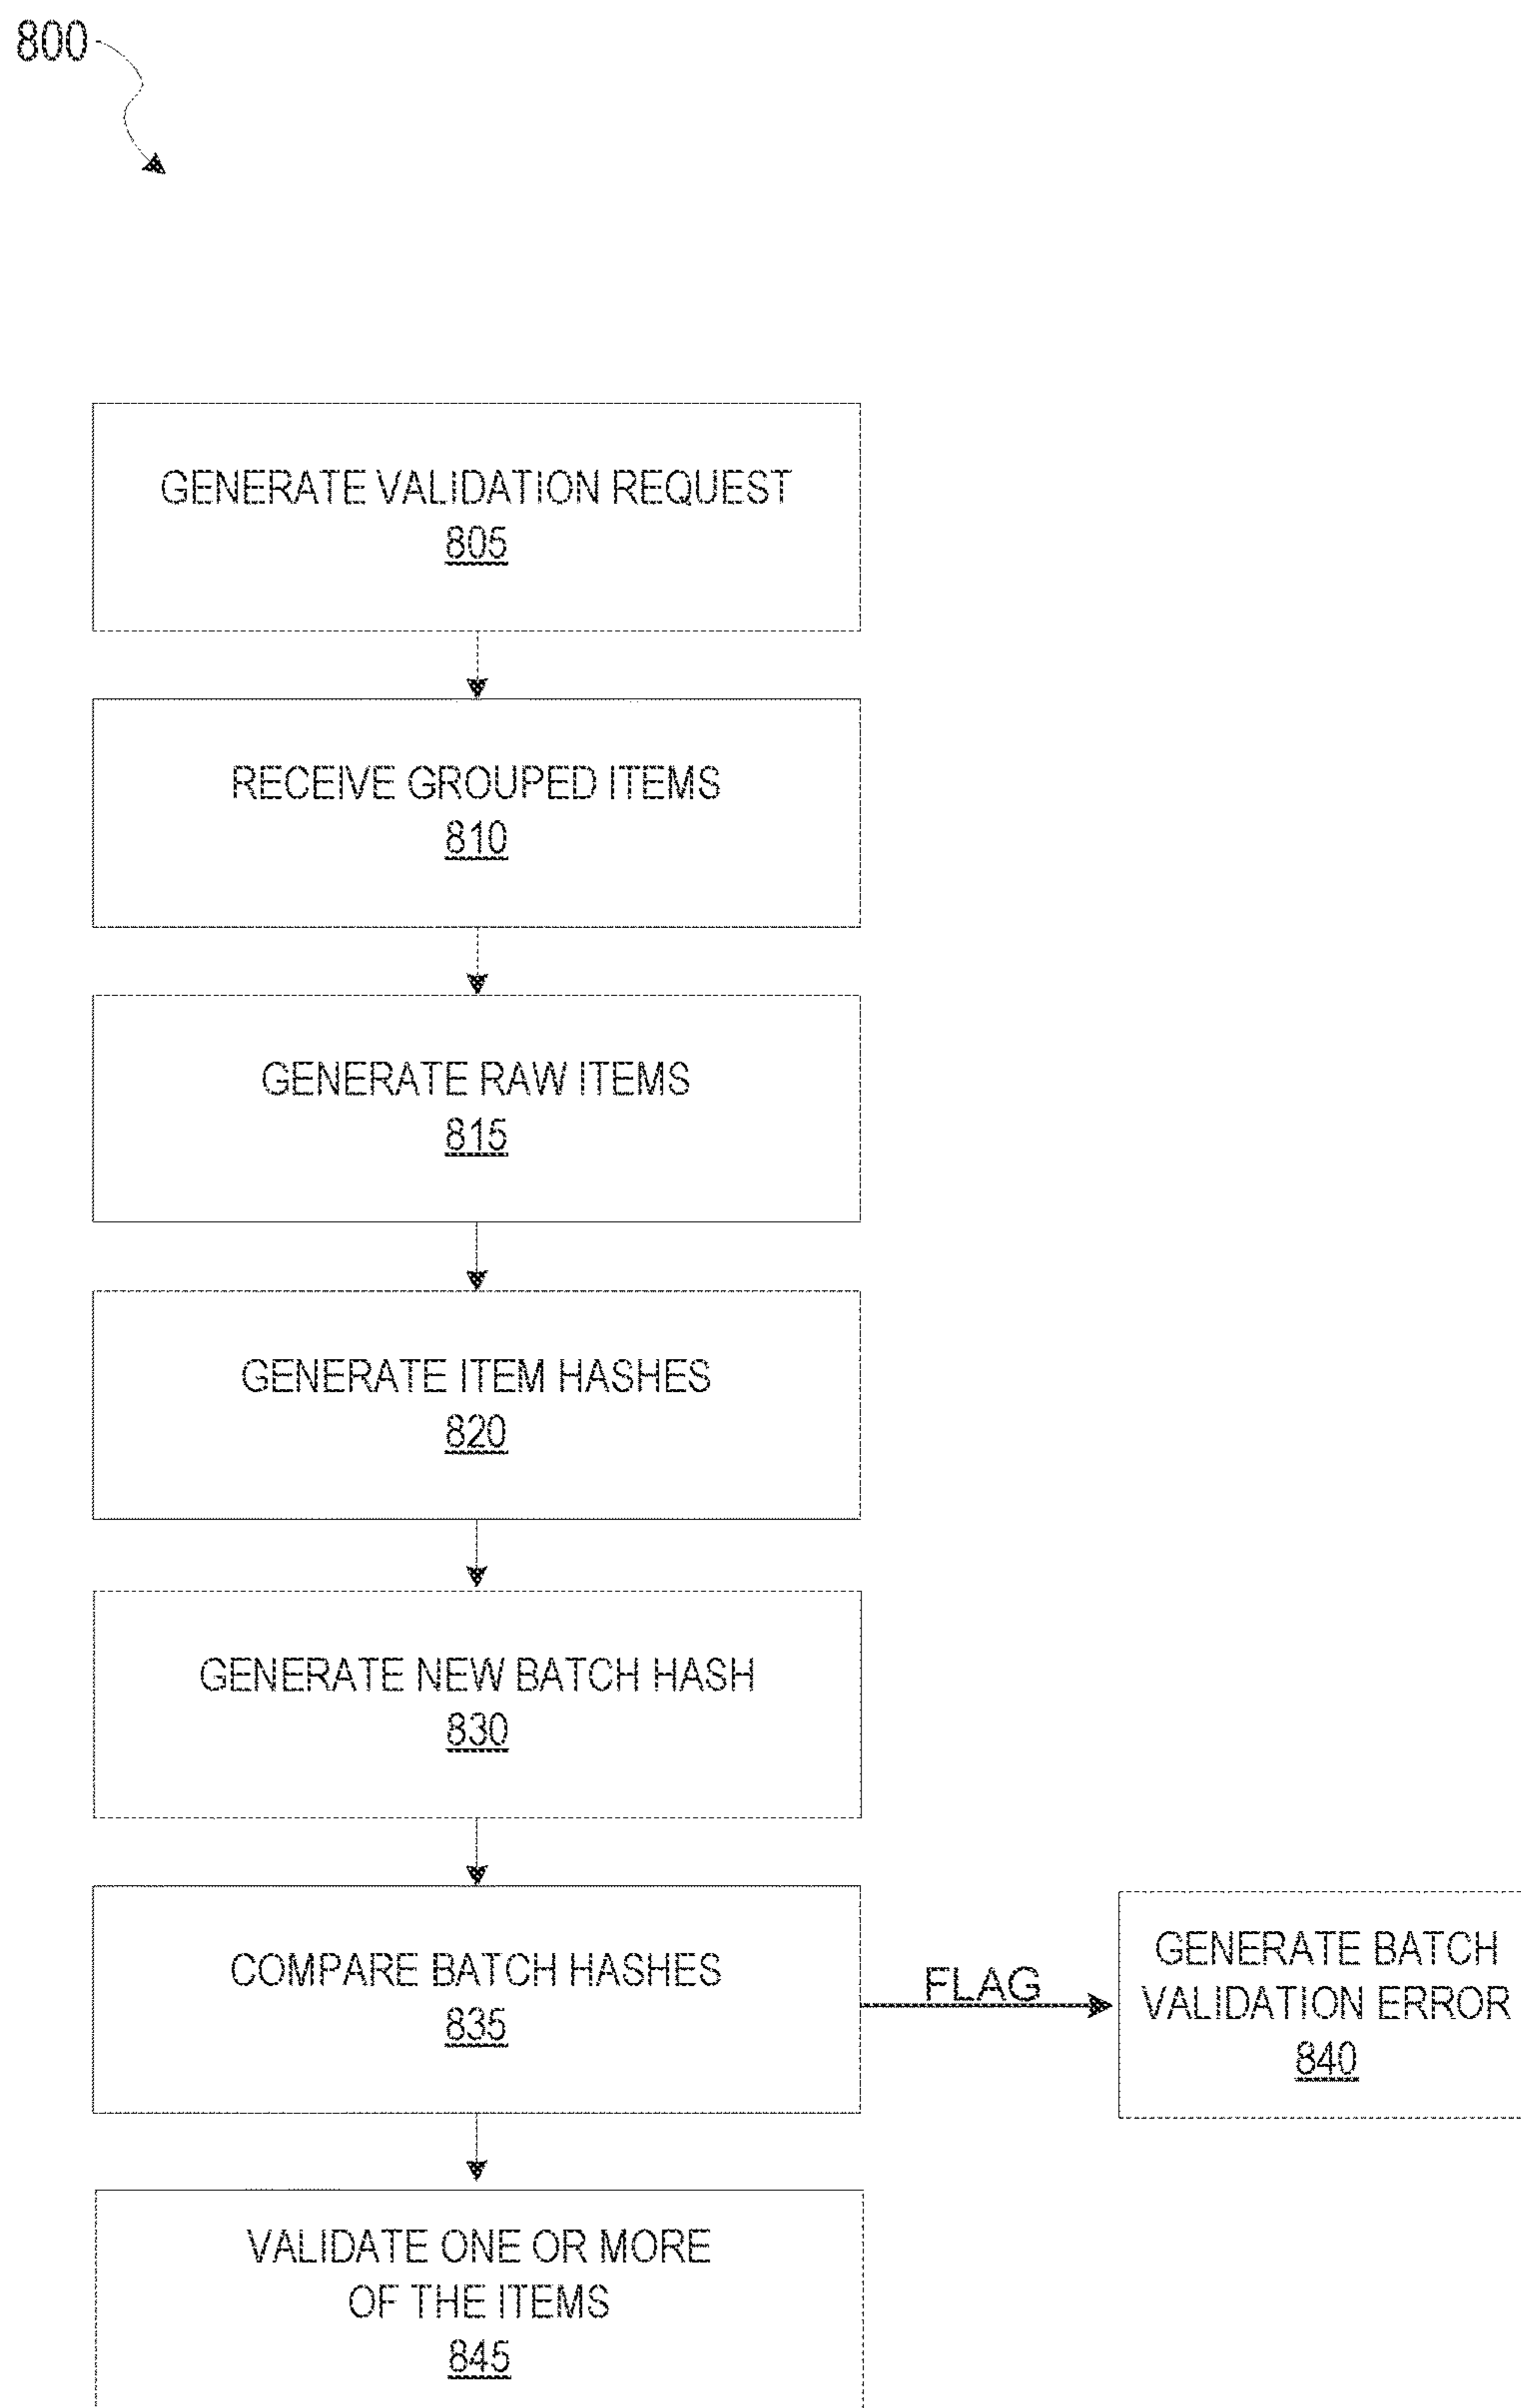 800
GENERATE VALIDATION REQUEST
805
RECEIVE GROUPED ITEMS
810
GENERATE RAW ITEMS
815
GENERATE ITEM HASHES
820
GENERATE NEW BATCH HASH
830
COMPARE BATCH HASHES
835
FLAG
GENERATE BATCH
VALIDATION ERROR
840
VALIDATE ONE OR MORE
OF THE ITEMS
845